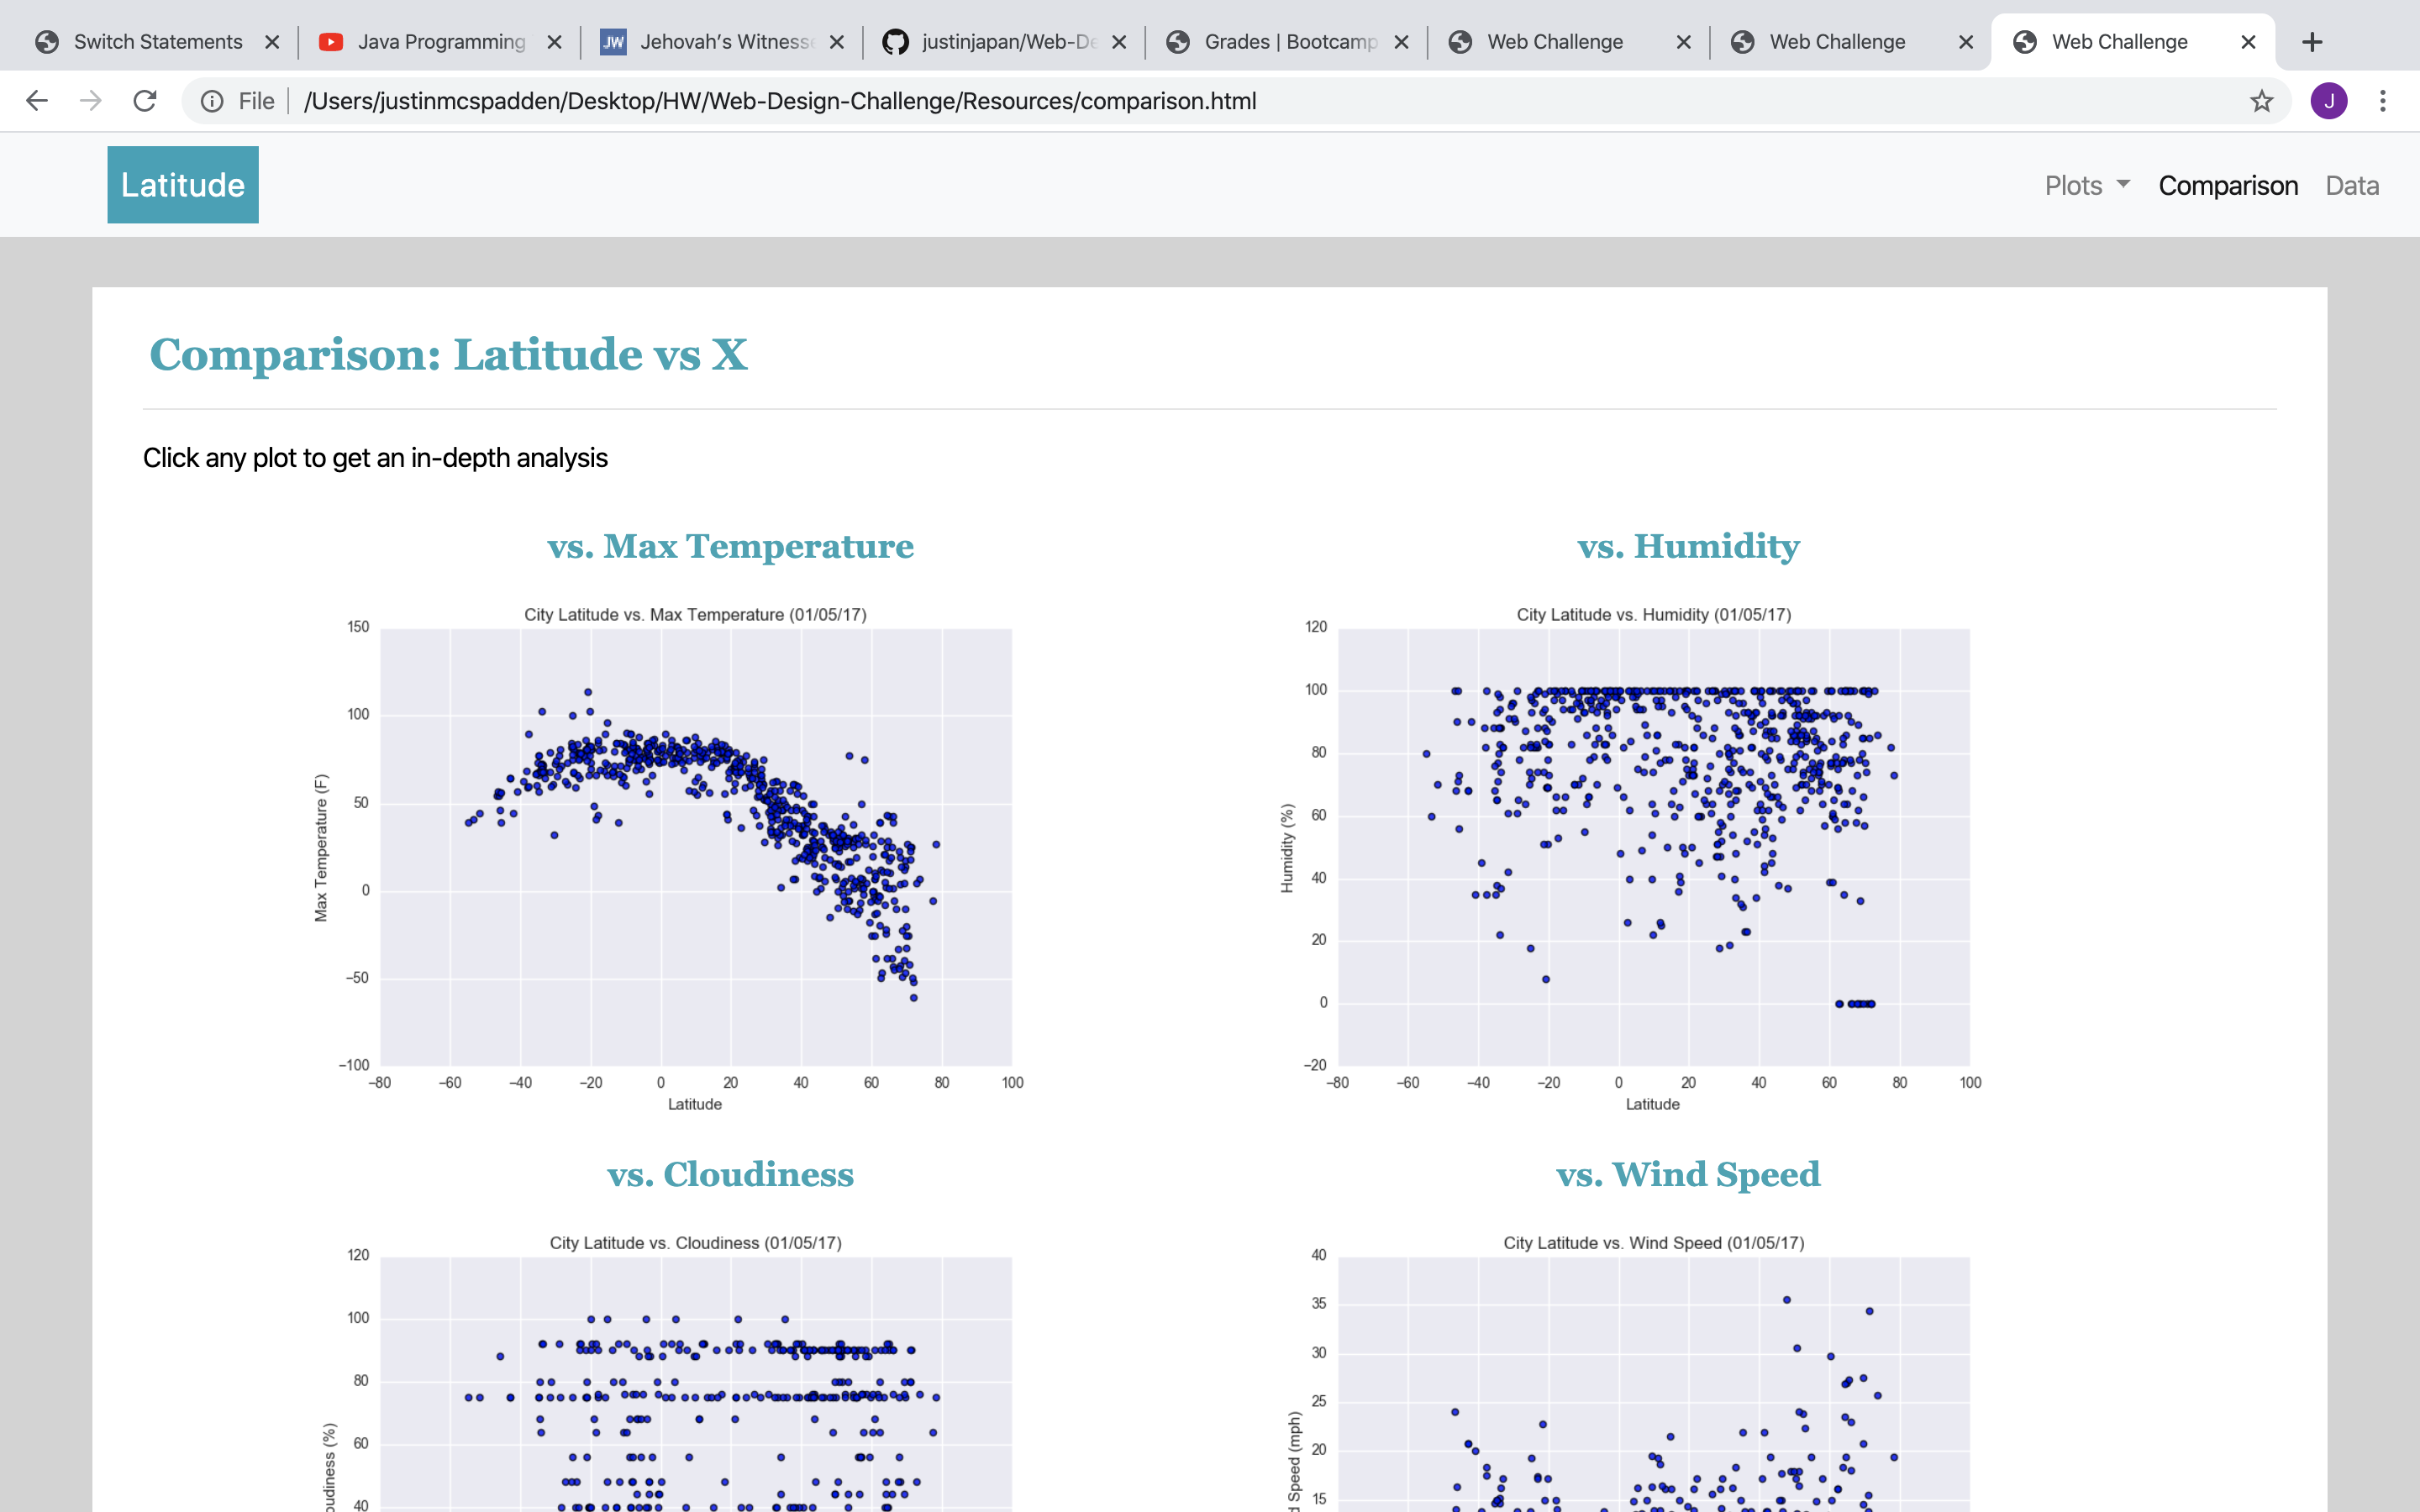 Switch Statements
Java Programming
JW
Jehovah's Witness
justinjapan/Web-De
Grades | Bootcamp
Web Challenge
Web Challenge
Web Challenge
File /Users/justinmcspadden/Desktop/HW/Web-Design-Challenge/Resources/comparison.html
J
Latitude
Plots
Comparison
Data
Comparison: Latitude vs X
Click any plot to get an in-depth analysis
vs. Max Temperature
City Latitude vs. Max Temperature (01/05/17)
150
100
50
0
−50
−100
Max Temperature (F)
−80 −60 −40 −20 0 20 40 60 80 100
Latitude
vs. Humidity
City Latitude vs. Humidity (01/05/17)
120
100
80
60
40
20
0
−20
Humidity (%)
−80 −60 −40 −20 0 20 40 60 80 100
Latitude
vs. Cloudiness
City Latitude vs. Cloudiness (01/05/17)
120
100
80
60
40
oudiness (%)
vs. Wind Speed
City Latitude vs. Wind Speed (01/05/17)
40
35
30
25
20
15
d Speed (mph)